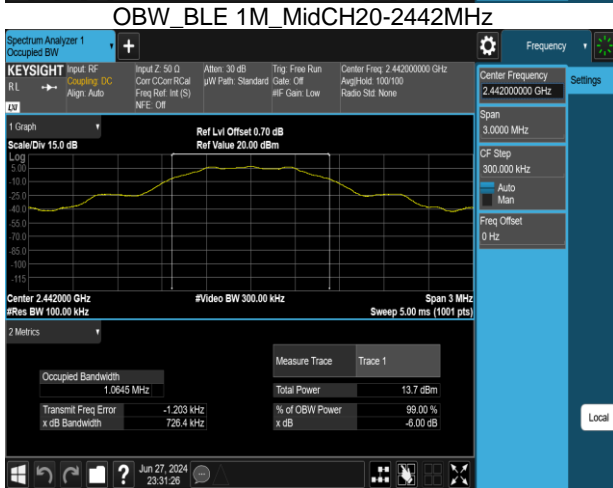 OBW_BLE 1M_MidCH20-2442MHz
Spectrum Analyzer 1
Occupied BW
Frequency
KEYSIGHT
RL
Input: RF
Coupling: DC
Align: Auto
Input Z: 50 Ω
Corr CCorr RCal
Freq Ref: Int (S)
NFE: Off
Atten: 30 dB
µW Path: Standard
Trig: Free Run
Gate: Off
#IF Gain: Low
Center Freq: 2.442000000 GHz
Avg|Hold: 100/100
Radio Std: None
Center Frequency
2.442000000 GHz
Settings
Span
3.0000 MHz
CF Step
300.000 kHz
Auto
Man
Freq Offset
0 Hz
Local
1 Graph
Scale/Div 15.0 dB
Ref Lvl Offset 0.70 dB
Ref Value 20.00 dBm
Log
5.00
-10.0
-25.0
-40.0
-55.0
-70.0
-85.0
-100
-115
Center 2.442000 GHz
#Video BW 300.00 kHz
Span 3 MHz
#Res BW 100.00 kHz
Sweep 5.00 ms (1001 pts)
2 Metrics
Measure Trace Trace 1
Occupied Bandwidth
1.0645 MHz
Total Power 13.7 dBm
Transmit Freq Error -1.203 kHz
% of OBW Power 99.00 %
x dB Bandwidth 726.4 kHz
x dB -6.00 dB
Jun 27, 2024
23:31:26